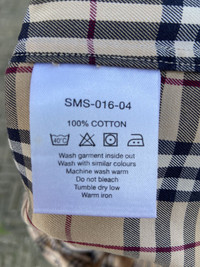 SMS-016-04
100% COTTON
40°C
Wash garment inside out
Wash with similar colours
Machine wash warm
Do not bleach
Tumble dry low
Warm iron